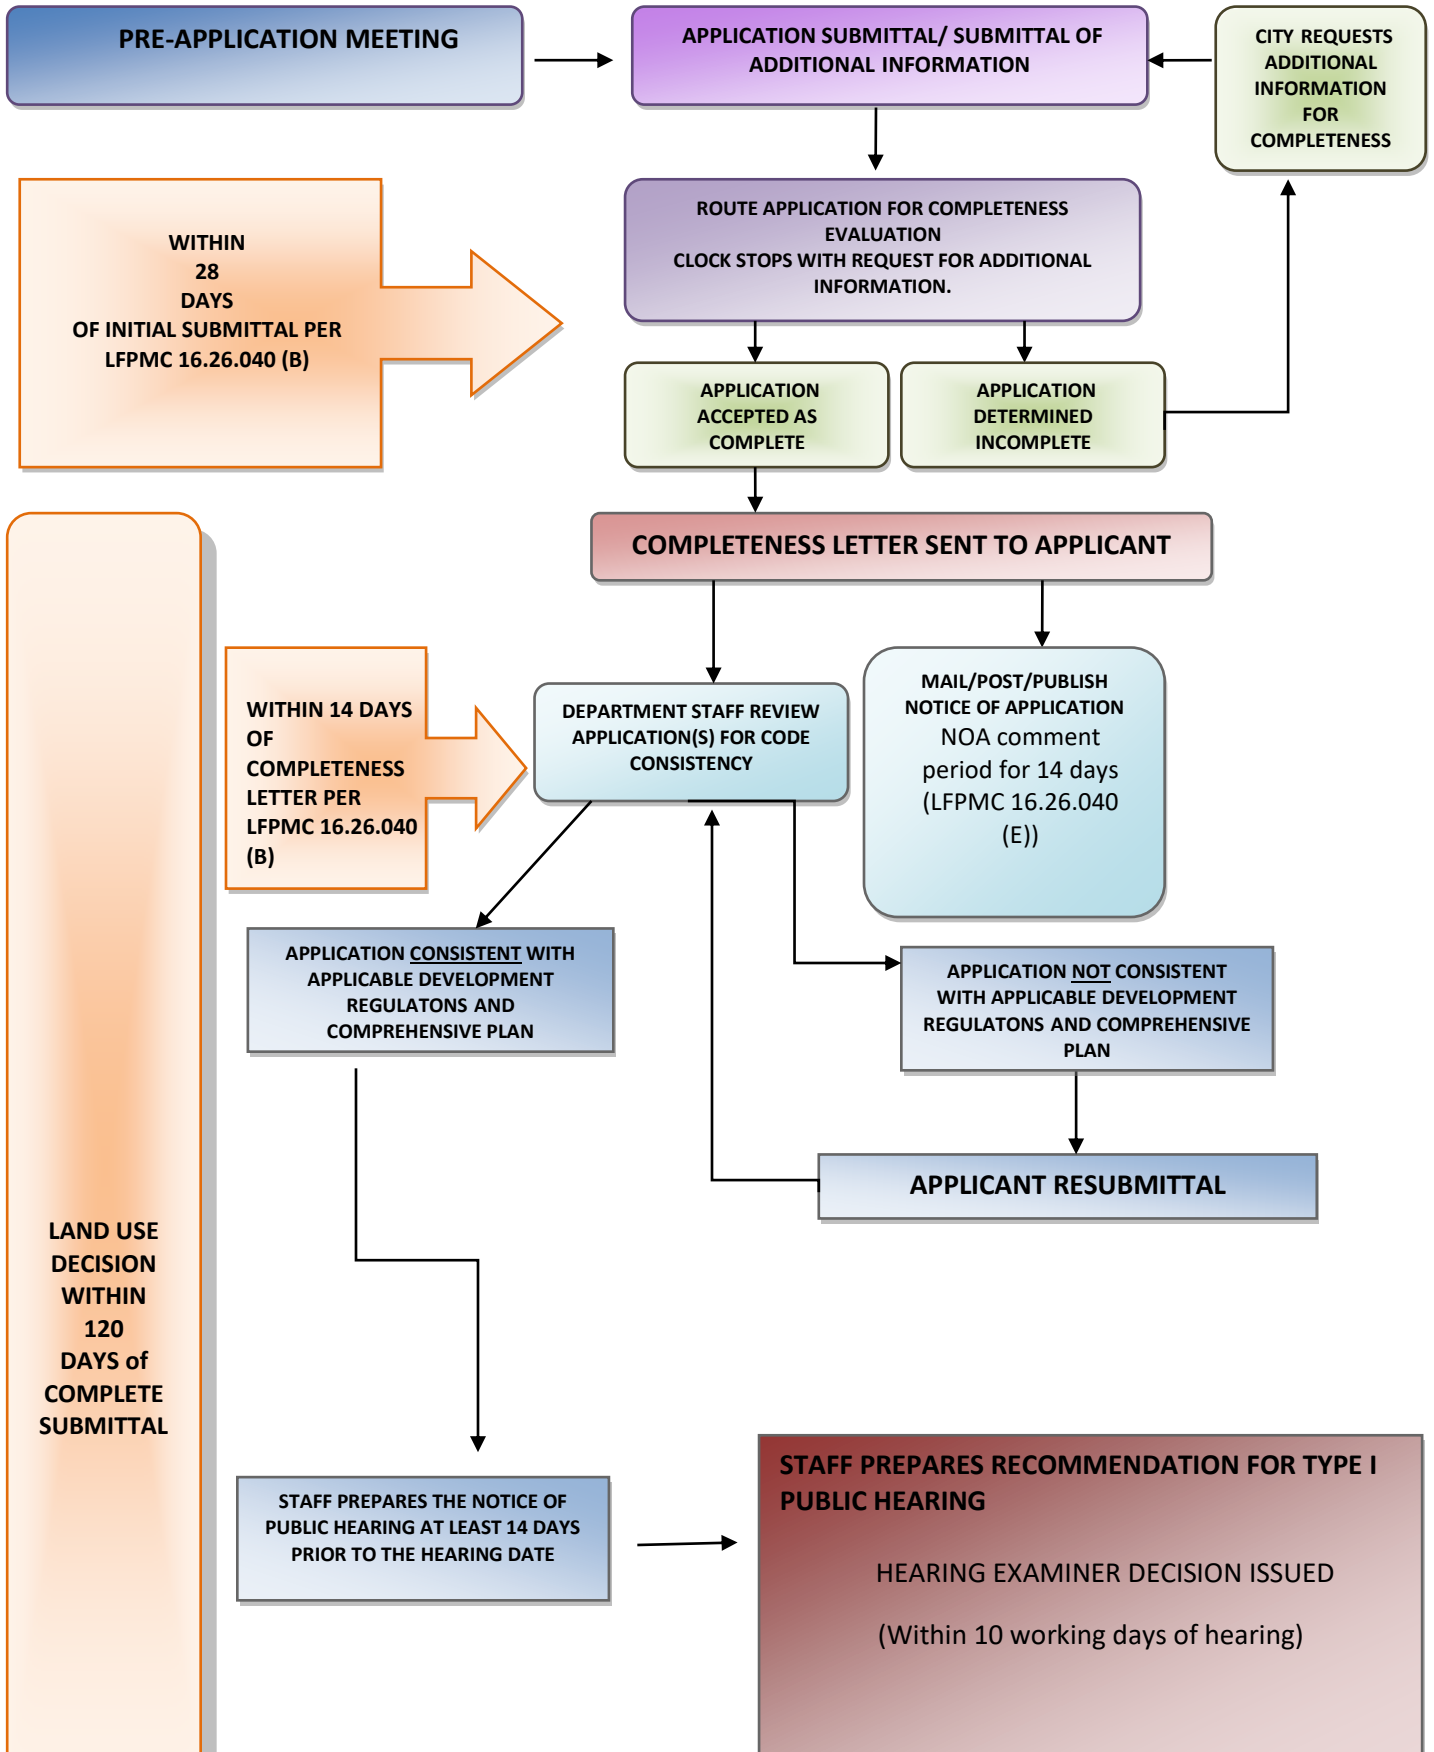 PRE-APPLICATION MEETING
APPLICATION SUBMITTAL/ SUBMITTAL OF
ADDITIONAL INFORMATION
CITY REQUESTS
ADDITIONAL
INFORMATION
FOR
COMPLETENESS
WITHIN
28
DAYS
OF INITIAL SUBMITTAL PER
LFPMC 16.26.040 (B)
ROUTE APPLICATION FOR COMPLETENESS
EVALUATION
CLOCK STOPS WITH REQUEST FOR ADDITIONAL
INFORMATION.
APPLICATION
ACCEPTED AS
COMPLETE
APPLICATION
DETERMINED
INCOMPLETE
COMPLETENESS LETTER SENT TO APPLICANT
WITHIN 14 DAYS
OF
COMPLETENESS
LETTER PER
LFPMC 16.26.040
(B)
DEPARTMENT STAFF REVIEW
APPLICATION(S) FOR CODE
CONSISTENCY
MAIL/POST/PUBLISH
NOTICE OF APPLICATION
NOA comment
period for 14 days
(LFPMC 16.26.040
(E))
APPLICATION CONSISTENT WITH
APPLICABLE DEVELOPMENT
REGULATONS AND
COMPREHENSIVE PLAN
APPLICATION NOT CONSISTENT
WITH APPLICABLE DEVELOPMENT
REGULATONS AND COMPREHENSIVE
PLAN
APPLICANT RESUBMITTAL
LAND USE
DECISION
WITHIN
120
DAYS of
COMPLETE
SUBMITTAL
STAFF PREPARES THE NOTICE OF
PUBLIC HEARING AT LEAST 14 DAYS
PRIOR TO THE HEARING DATE
STAFF PREPARES RECOMMENDATION FOR TYPE I
PUBLIC HEARING
HEARING EXAMINER DECISION ISSUED
(Within 10 working days of hearing)